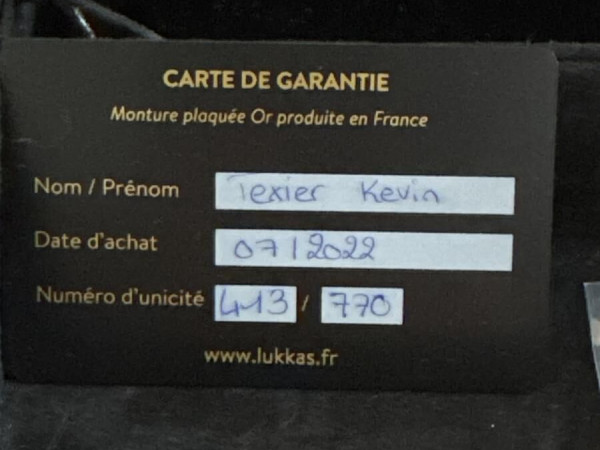 CARTE DE GARANTIE
Monture plaquée Or produite en France
Nom / Prénom Texier Kevin
Date d'achat 07/2022
Numéro d'unicité 413 / 770
www.lukkas.fr